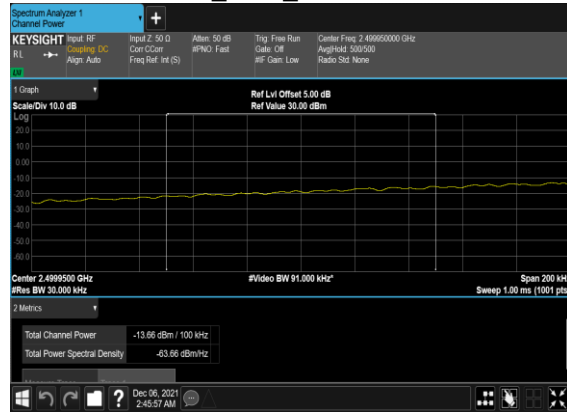 Spectrum Analyzer 1
Channel Power
+
KEYSIGHT Input: RF Input Z: 50 Ω Atten: 50 dB Trig: Free Run Center Freq: 2.499950000 GHz
RL Coupling: DC Corr CCorr #PNO: Fast Gate: Off Avg|Hold: 500/500
Align: Auto Freq Ref: Int (S) #IF Gain: Low Radio Std: None
1 Graph
Ref Lvl Offset 5.00 dB
Scale/Div 10.0 dB Ref Value 30.00 dBm
Log
20.0
10.0
0.00
-10.0
-20.0
-30.0
-40.0
-50.0
-60.0
Center 2.4999500 GHz #Video BW 91.000 kHz* Span 200 kH
#Res BW 30.000 kHz Sweep 1.00 ms (1001 pts
2 Metrics
Total Channel Power -13.66 dBm / 100 kHz
Total Power Spectral Density -63.66 dBm/Hz
?
Dec 06, 2021
2:45:57 AM